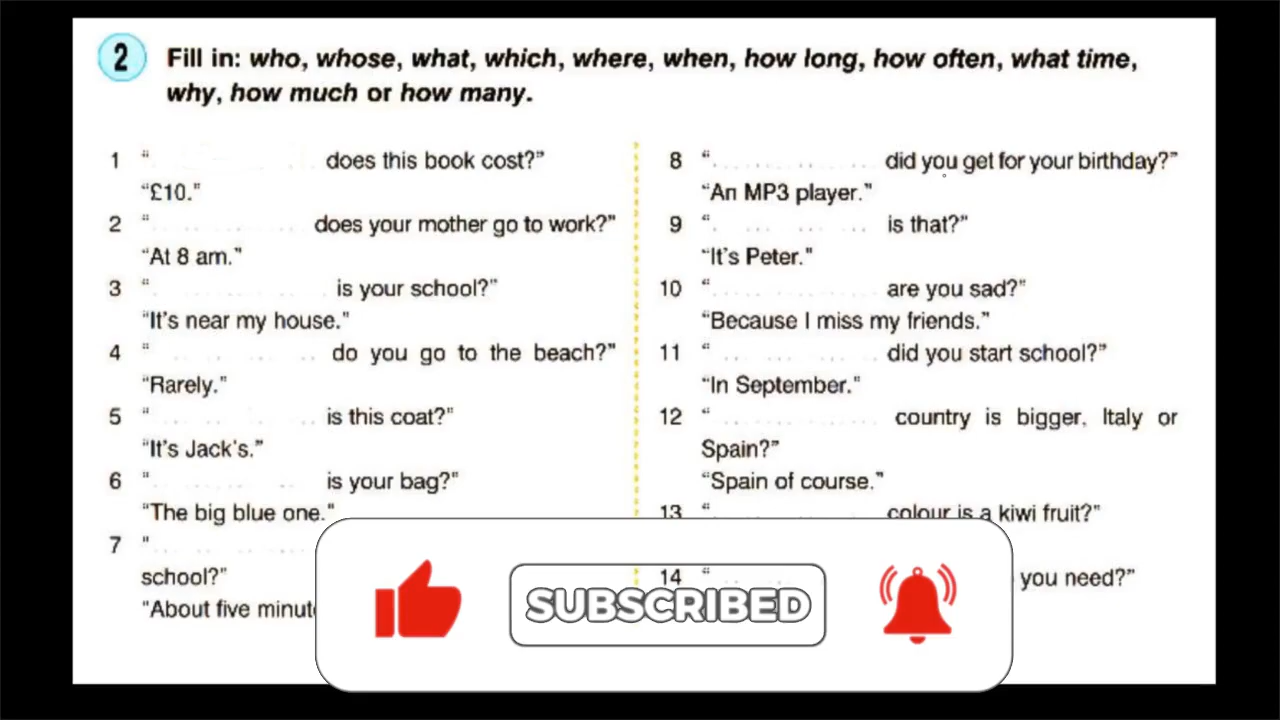 2 Fill in: who, whose, what, which, where, when, how long, how often, what time,
why, how much or how many.
1 " does this book cost?"
"£10."
2 " does your mother go to work?"
"At 8 am."
3 " is your school?"
"It's near my house."
4 " do you go to the beach?"
"Rarely."
5 " is this coat?"
"It's Jack's."
6 " is your bag?"
"The big blue one."
7 "
school?"
"About five
8 " did you get for your birthday?"
"An MP3 player."
9 " is that?"
"It's Peter."
10 " are you sad?"
"Because I miss my friends."
11 " did you start school?"
"In September."
12 " country is bigger, Italy or
Spain?"
"Spain of course."
13 " colour is a kiwi fruit?"
14 " you need?"
SUBSCRIBED